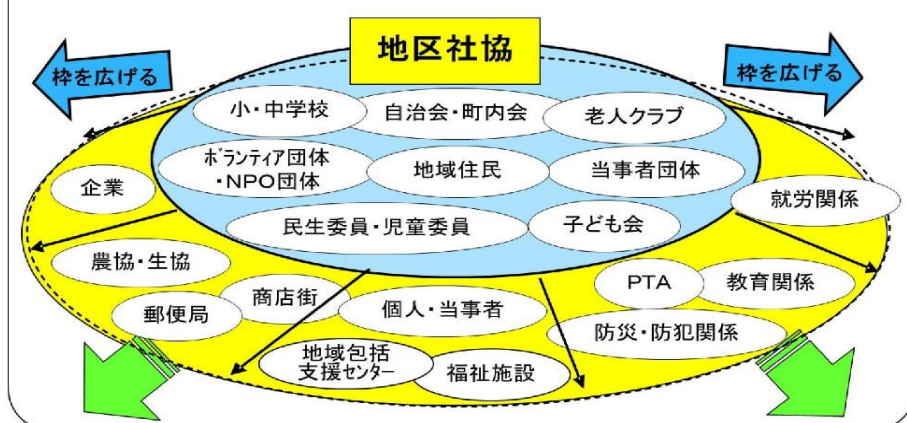 地区社協
枠を広げる
枠を広げる
小・中学校
自治会・町内会
老人クラブ
ボランティア団体
・NPO団体
地域住民
当事者団体
企業
就労関係
民生委員・児童委員
子ども会
農協・生協
PTA
教育関係
商店街
郵便局
個人・当事者
防災・防犯関係
地域包括
支援センター
福祉施設